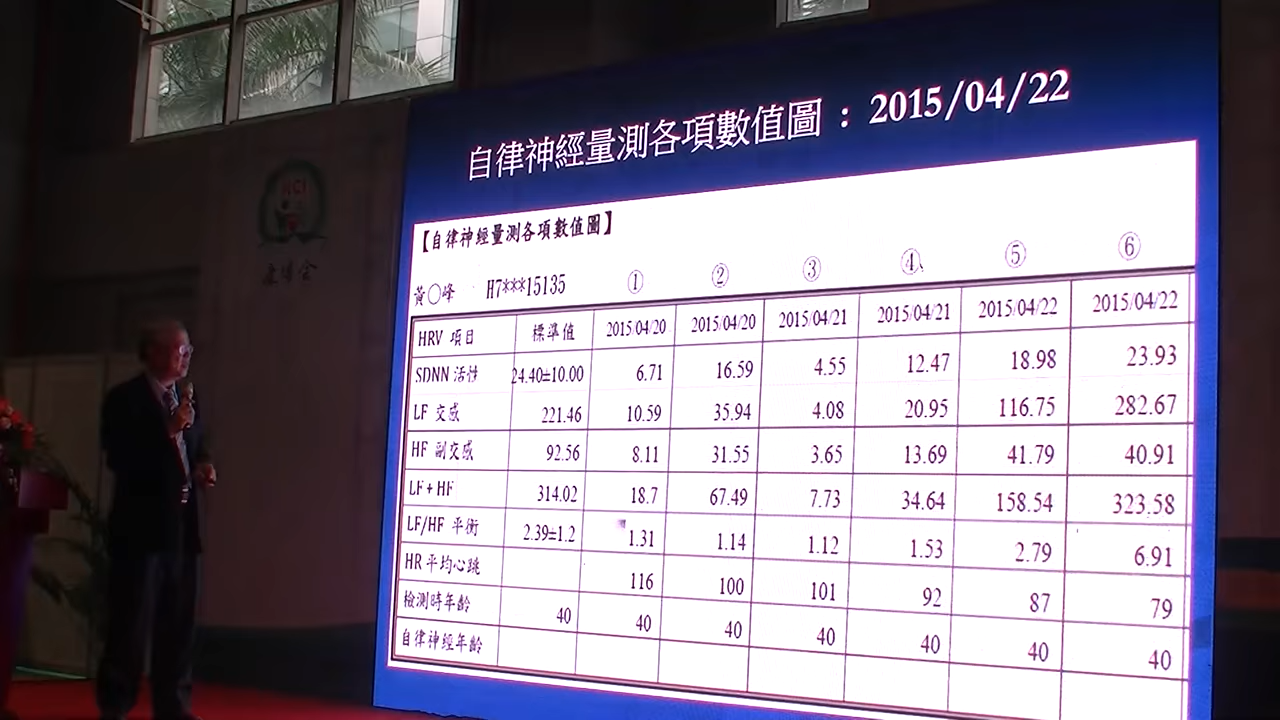 自律神經量測各項數值圖：2015/04/22
【自律神經量測各項數值圖】
黃○峰 H7***15135 ① ② ③ ④ ⑤ ⑥
HRV 項目 標準值 2015/04/20 2015/04/20 2015/04/21 2015/04/21 2015/04/22 2015/04/22
SDNN 活性 24.40±10.00 6.71 16.59 4.55 12.47 18.98 23.93
LF 交感 221.46 10.59 35.94 4.08 20.95 116.75 282.67
HF 副交感 92.56 8.11 31.55 3.65 13.69 41.79 40.91
LF+HF 314.02 18.7 67.49 7.73 34.64 158.54 323.58
LF/HF 平衡 2.39±1.2 1.31 1.14 1.12 1.53 2.79 6.91
HR 平均心跳 116 100 101 92 87 79
檢測時年齡 40 40 40 40 40 40 40
自律神經年齡
康博會